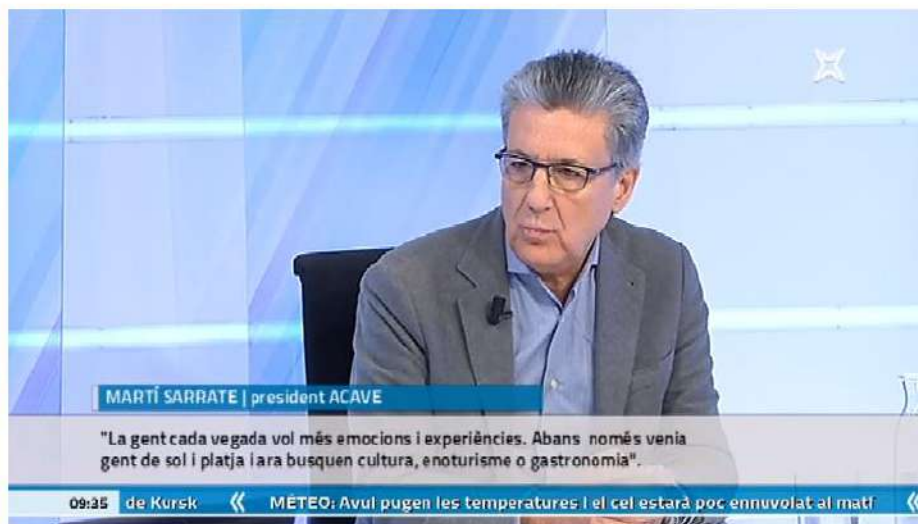 MARTÍ SARRATE | president ACAVE
"La gent cada vegada vol més emocions i experiències. Abans només venia
gent de sol i platja i ara busquen cultura, enoturisme o gastronomia".
09:35 de Kursk « METEO: Avui pugen les temperatures i el cel estarà poc ennuvolat al matí «